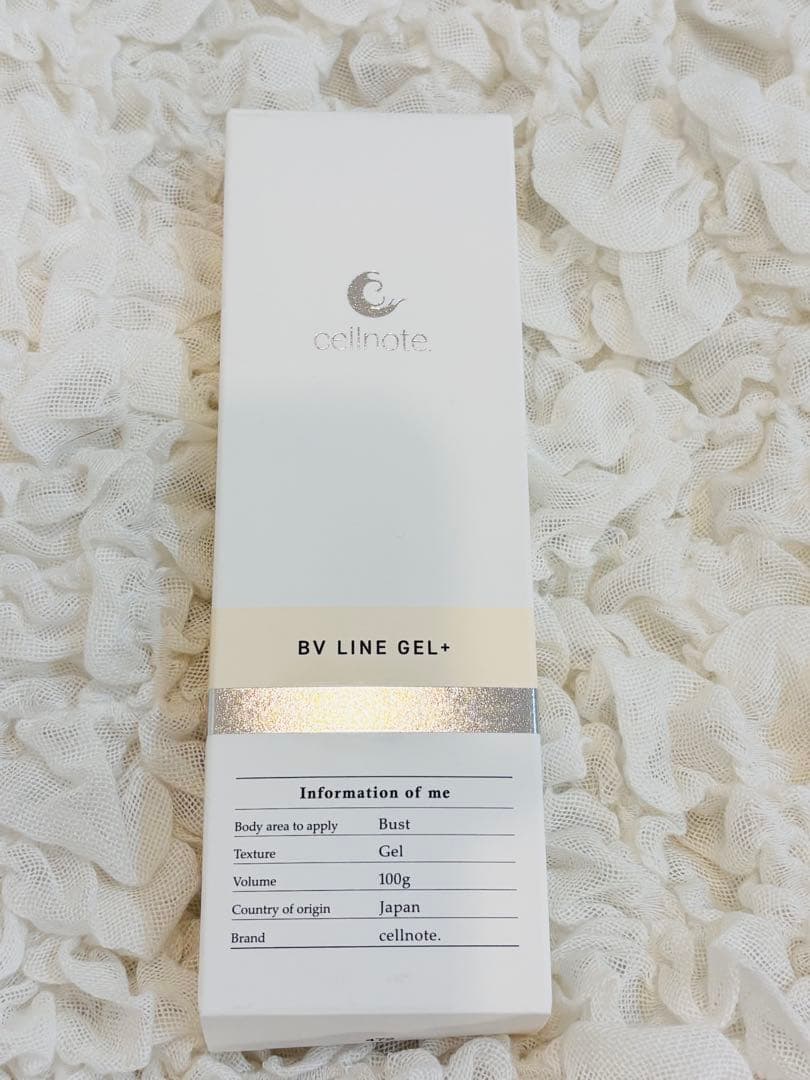 cellnote.
BV LINE GEL+
Information of me
Body area to apply Bust
Texture Gel
Volume 100g
Country of origin Japan
Brand cellnote.